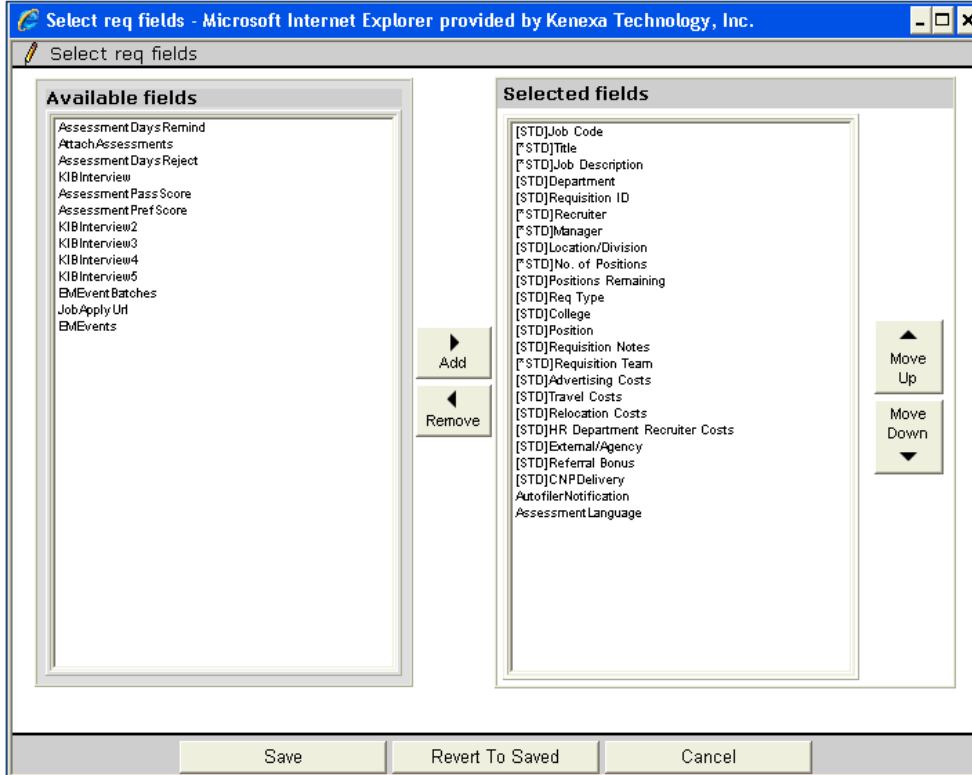 Select req fields - Microsoft Internet Explorer provided by Kenexa Technology, Inc.
Select req fields
Available fields
AssessmentDaysRemind
AttachAssessments
AssessmentDaysReject
KIBInterview
AssessmentPassScore
AssessmentPrefScore
KIBInterview2
KIBInterview3
KIBInterview4
KIBInterview5
EMEventBatches
JobApplyUrl
EMEvents
Add
Remove
Selected fields
[STD]Job Code
[*STD]Title
[*STD]Job Description
[STD]Department
[STD]Requisition ID
[*STD]Recruiter
[*STD]Manager
[STD]Location/Division
[*STD]No. of Positions
[STD]Positions Remaining
[STD]Req Type
[STD]College
[STD]Position
[STD]Requisition Notes
[*STD]Requisition Team
[STD]Advertising Costs
[STD]Travel Costs
[STD]Relocation Costs
[STD]HR Department Recruiter Costs
[STD]External/Agency
[STD]Referral Bonus
[STD]CNPDelivery
AutofilerNotification
AssessmentLanguage
Move
Up
Move
Down
Save
Revert To Saved
Cancel